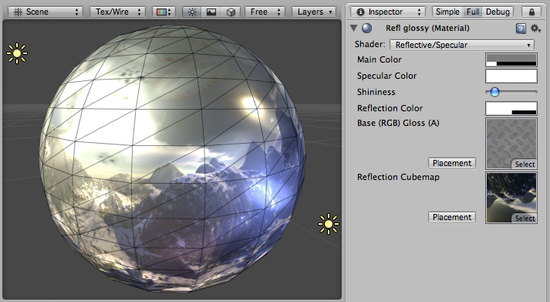 Scene Tex/Wire Free Layers
Inspector Simple Full Debug
Refl glossy (Material)
Shader: Reflective/Specular
Main Color
Specular Color
Shininess
Reflection Color
Base (RGB) Gloss (A)
Placement Select
Reflection Cubemap
Placement Select